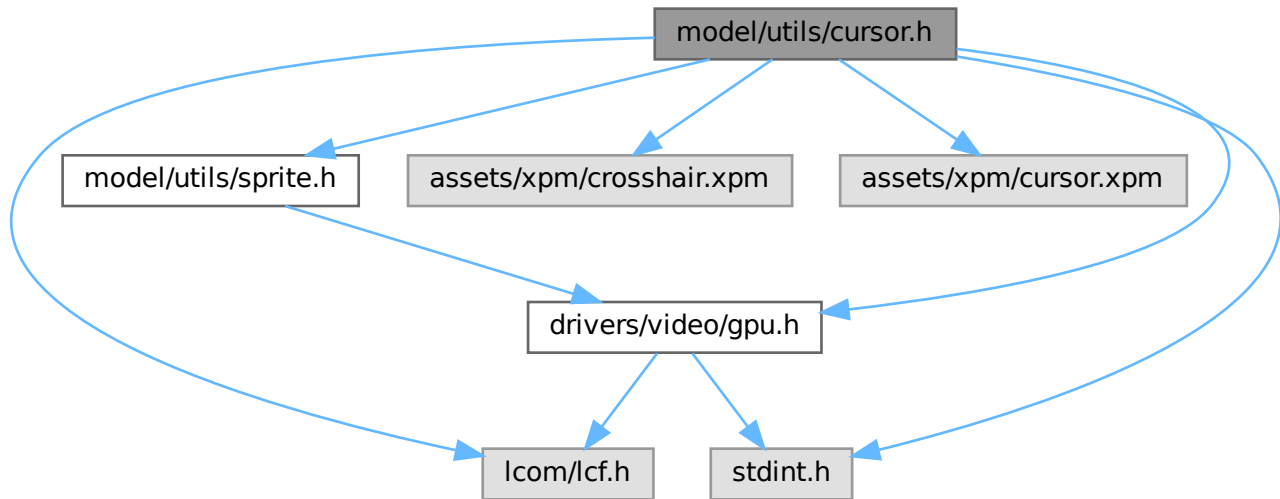 model/utils/cursor.h
model/utils/sprite.h
assets/xpm/crosshair.xpm
assets/xpm/cursor.xpm
drivers/video/gpu.h
lcom/lcf.h
stdint.h